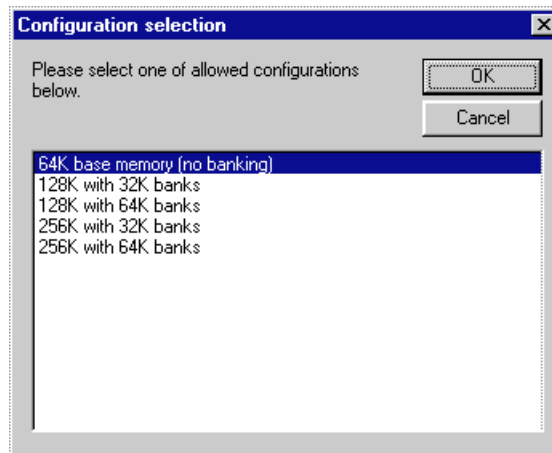 Configuration selection
Please select one of allowed configurations
below.
OK
Cancel
64K base memory (no banking)
128K with 32K banks
128K with 64K banks
256K with 32K banks
256K with 64K banks